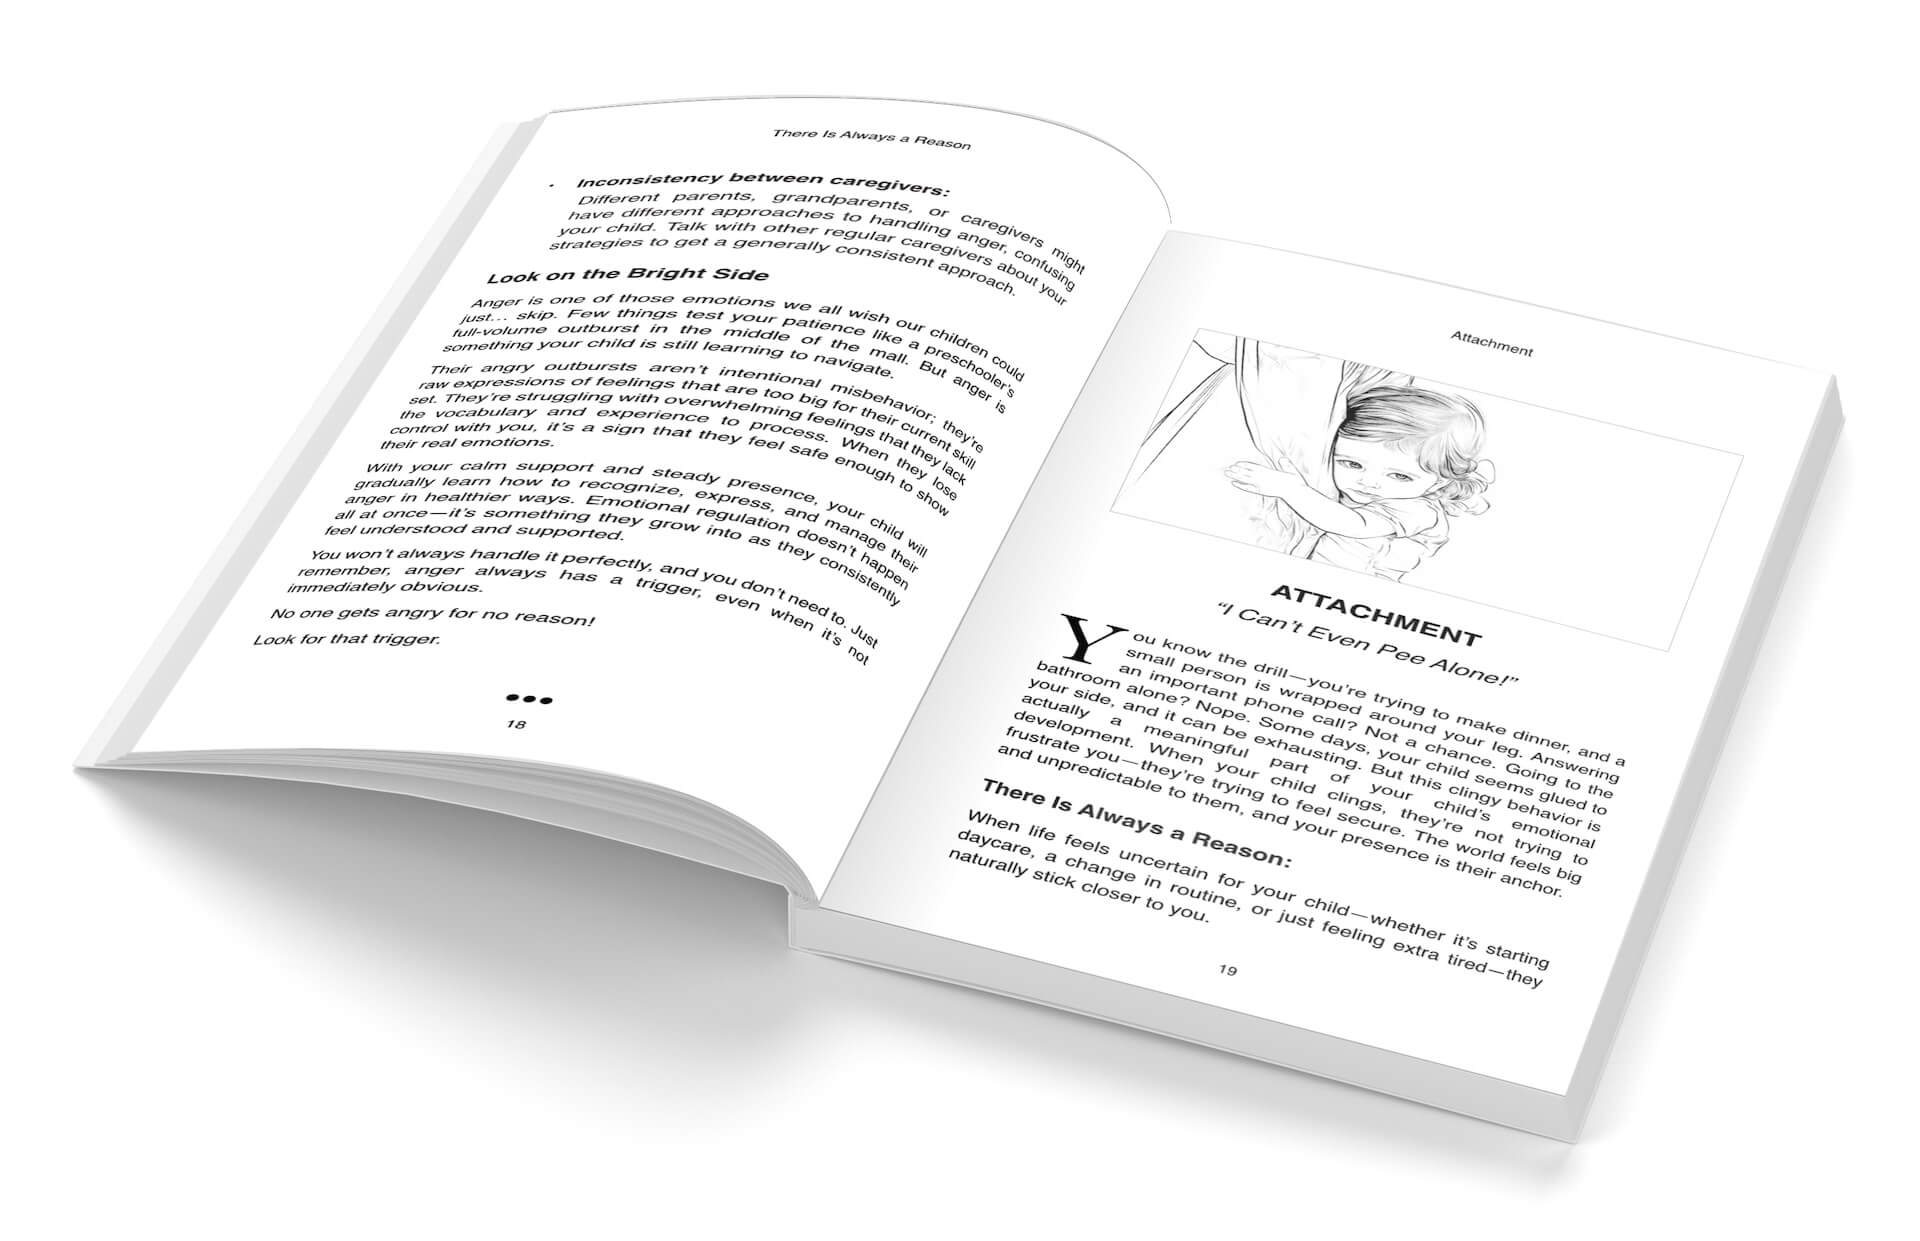 There Is Always a Reason
• Inconsistency between caregivers:
Different parents, grandparents, or caregivers might
have different approaches to handling anger, confusing
your child. Talk with other regular caregivers about your
strategies to get a generally consistent approach.
Look on the Bright Side
Anger is one of those emotions we all wish our children could
just… skip. Few things test your patience like a preschooler’s
full-volume outburst in the middle of the mall. But anger is
something your child is still learning to navigate.
Their angry outbursts aren’t intentional misbehavior; they’re
raw expressions of feelings that are too big for their current skill
set. They’re struggling with overwhelming feelings that they lack
the vocabulary and experience to process. When they lose
control with you, it’s a sign that they feel safe enough to show
their real emotions.
With your calm support and steady presence, your child will
gradually learn how to recognize, express, and manage their
anger in healthier ways. Emotional regulation doesn’t happen
all at once—it’s something they grow into as they consistently
feel understood and supported.
You won’t always handle it perfectly, and you don’t need to. Just
remember, anger always has a trigger, even when it’s not
immediately obvious.
No one gets angry for no reason!
Look for that trigger.
●●●
18
Attachment
ATTACHMENT
“I Can’t Even Pee Alone!”
You know the drill—you’re trying to make dinner, and a
small person is wrapped around your leg. Answering
an important phone call? Not a chance. Going to the
bathroom alone? Nope. Some days, your child seems glued to
your side, and it can be exhausting. But this clingy behavior is
actually a meaningful part of your child’s emotional
development. When your child clings, they’re not trying to
frustrate you—they’re trying to feel secure. The world feels big
and unpredictable to them, and your presence is their anchor.
There Is Always a Reason:
When life feels uncertain for your child—whether it’s starting
daycare, a change in routine, or just feeling extra tired—they
naturally stick closer to you.
19